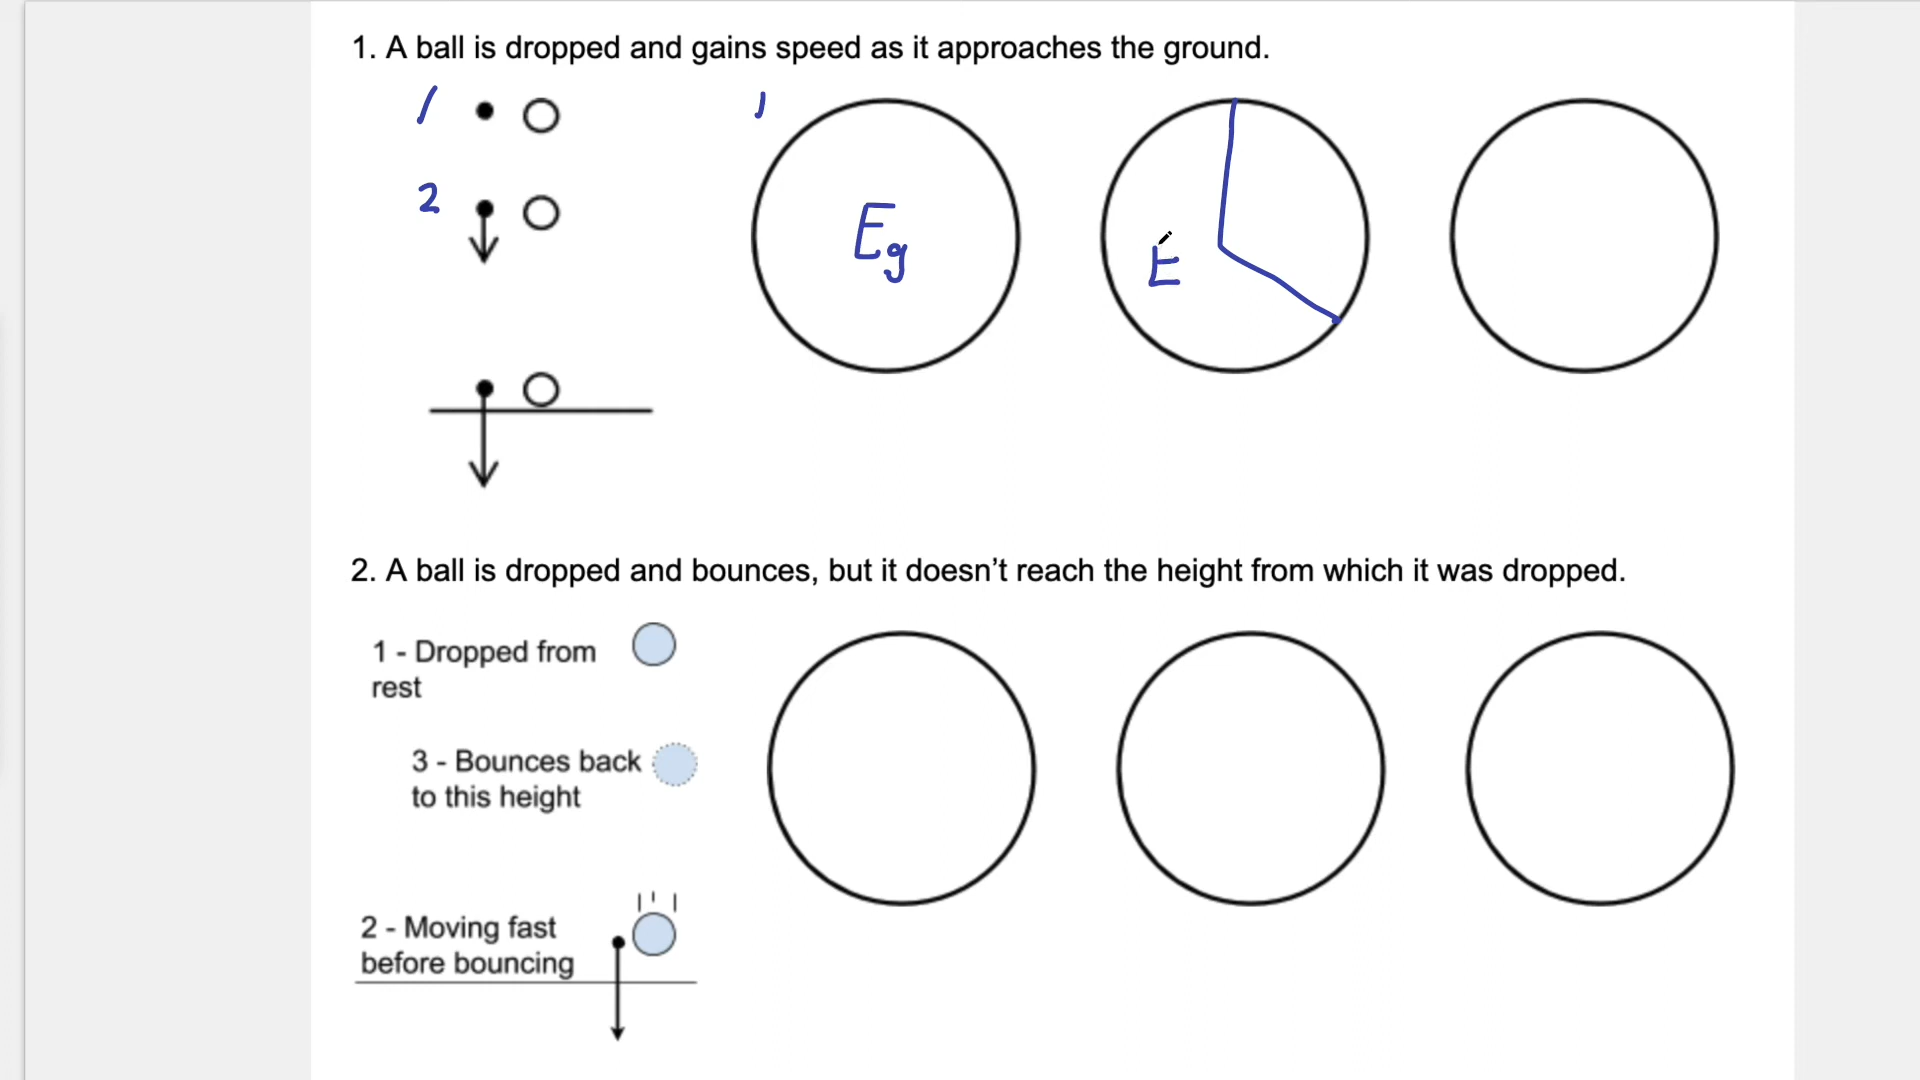 1. A ball is dropped and gains speed as it approaches the ground.
1
1
2
Eg
E
2. A ball is dropped and bounces, but it doesn’t reach the height from which it was dropped.
1 - Dropped from
rest
3 - Bounces back
to this height
2 - Moving fast
before bouncing